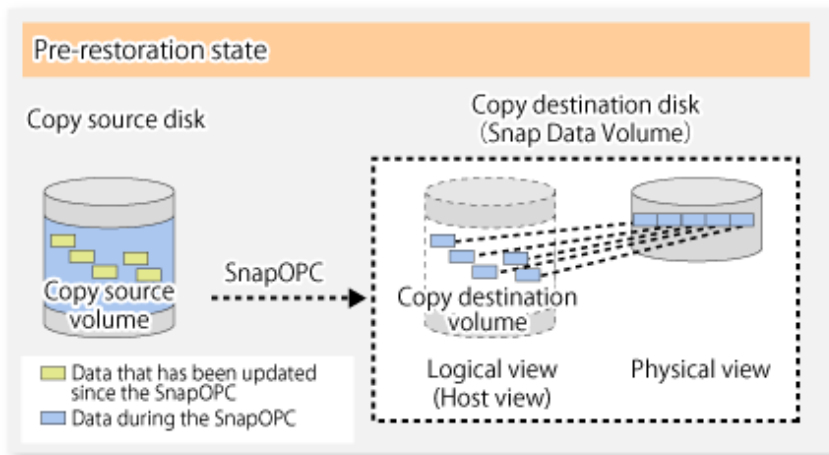 Pre-restoration state
Copy source disk
Copy destination disk
(Snap Data Volume)
SnapOPC
Copy source
volume
Copy destination
volume
Logical view
(Host view)
Physical view
Data that has been updated
since the SnapOPC
Data during the SnapOPC